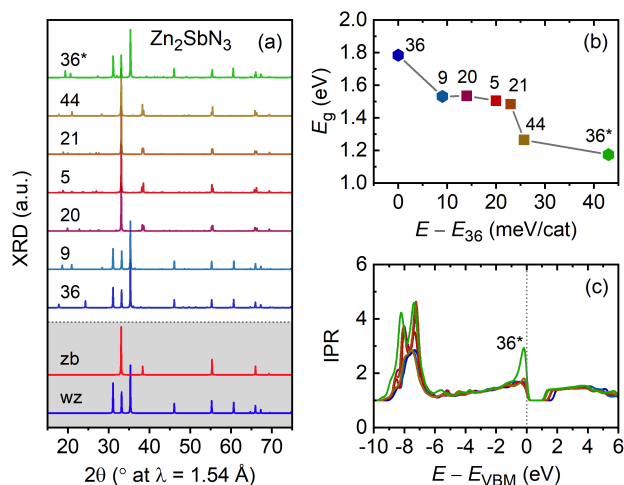 Zn₂SbN₃ (a)
36*
44
21
5
20
9
36
zb
wz
XRD (a.u.)
20 30 40 50 60 70
2θ (° at λ = 1.54 Å)
(b)
36
9
20
5
21
44
36*
2.0
1.8
1.6
1.4
1.2
1.0
E_g (eV)
0 10 20 30 40
E – E₃₆ (meV/cat)
(c)
36*
6
4
2
0
IPR
-10 -8 -6 -4 -2 0 2 4 6
E – E_VBM (eV)